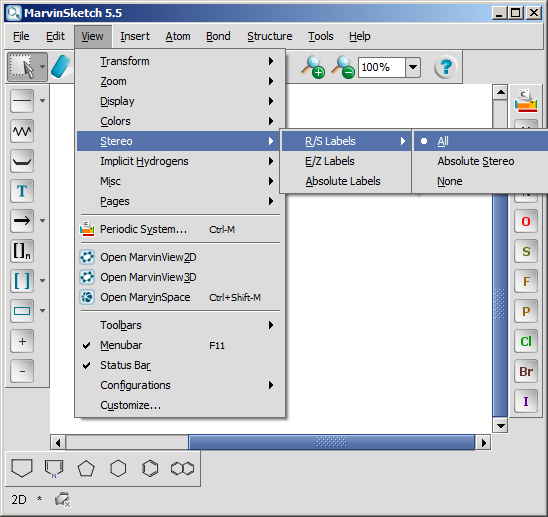 MarvinSketch 5.5
File Edit View Insert Atom Bond Structure Tools Help
100%
Transform
Zoom
Display
Colors
Stereo
Implicit Hydrogens
Misc
Pages
Periodic System... Ctrl-M
Open MarvinView2D
Open MarvinView3D
Open MarvinSpace Ctrl+Shift-M
Toolbars
Menubar F11
Status Bar
Configurations
Customize...
R/S Labels
E/Z Labels
Absolute Labels
All
Absolute Stereo
None
T
[]n
[ ]
+
-
C
O
S
F
P
Cl
Br
I
N
2D *